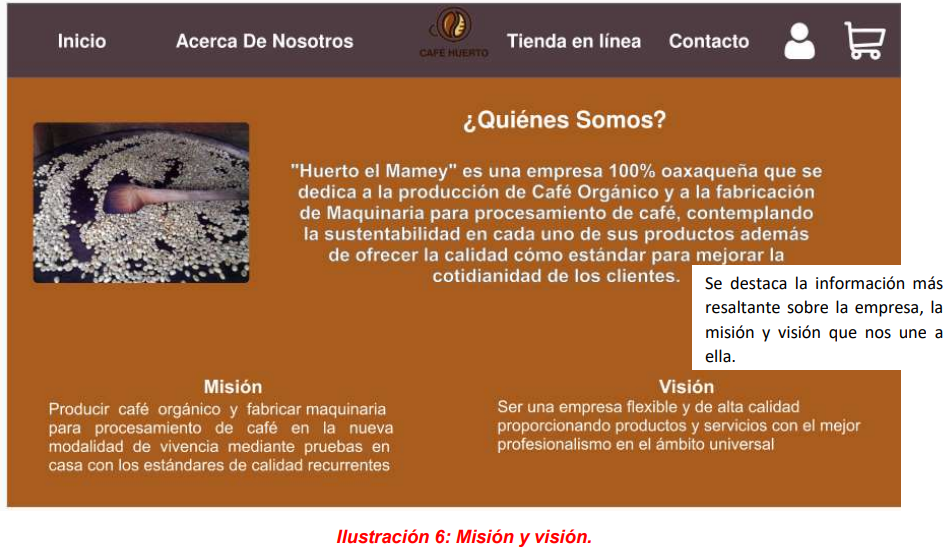 Inicio
Acerca De Nosotros
CAFE HUERTO
Tienda en línea
Contacto
¿Quiénes Somos?
"Huerto el Mamey" es una empresa 100% oaxaqueña que se
dedica a la producción de Café Orgánico y a la fabricación
de Maquinaria para procesamiento de café, contemplando
la sustentabilidad en cada uno de sus productos además
de ofrecer la calidad cómo estándar para mejorar la
cotidianidad de los clientes.
Se destaca la información más
resaltante sobre la empresa, la
misión y visión que nos une a
ella.
Misión
Producir café orgánico y fabricar maquinaria
para procesamiento de café en la nueva
modalidad de vivencia mediante pruebas en
casa con los estándares de calidad recurrentes
Visión
Ser una empresa flexible y de alta calidad
proporcionando productos y servicios con el mejor
profesionalismo en el ámbito universal
Ilustración 6: Misión y visión.